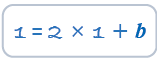 1 = 2 × 1 + b